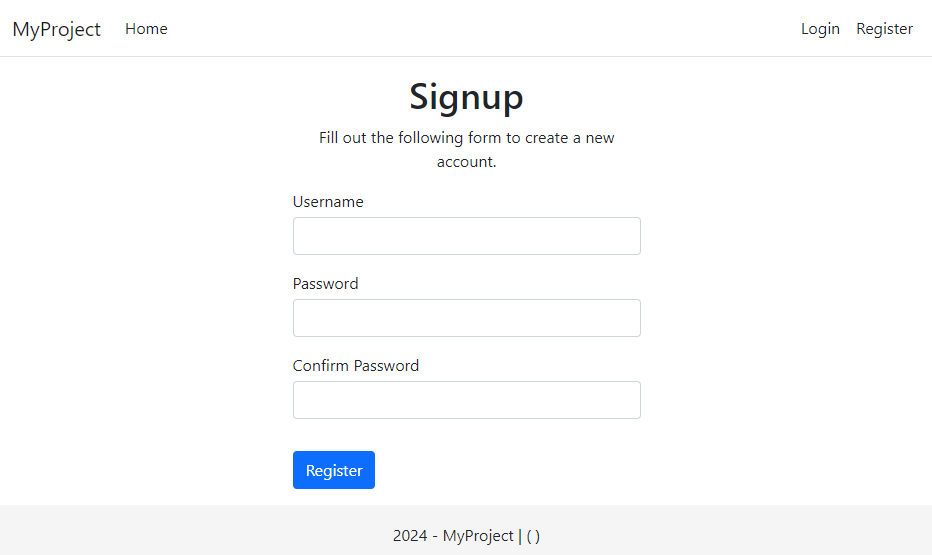 MyProject Home Login Register
Signup
Fill out the following form to create a new
account.
Username
Password
Confirm Password
Register
2024 - MyProject | ( )